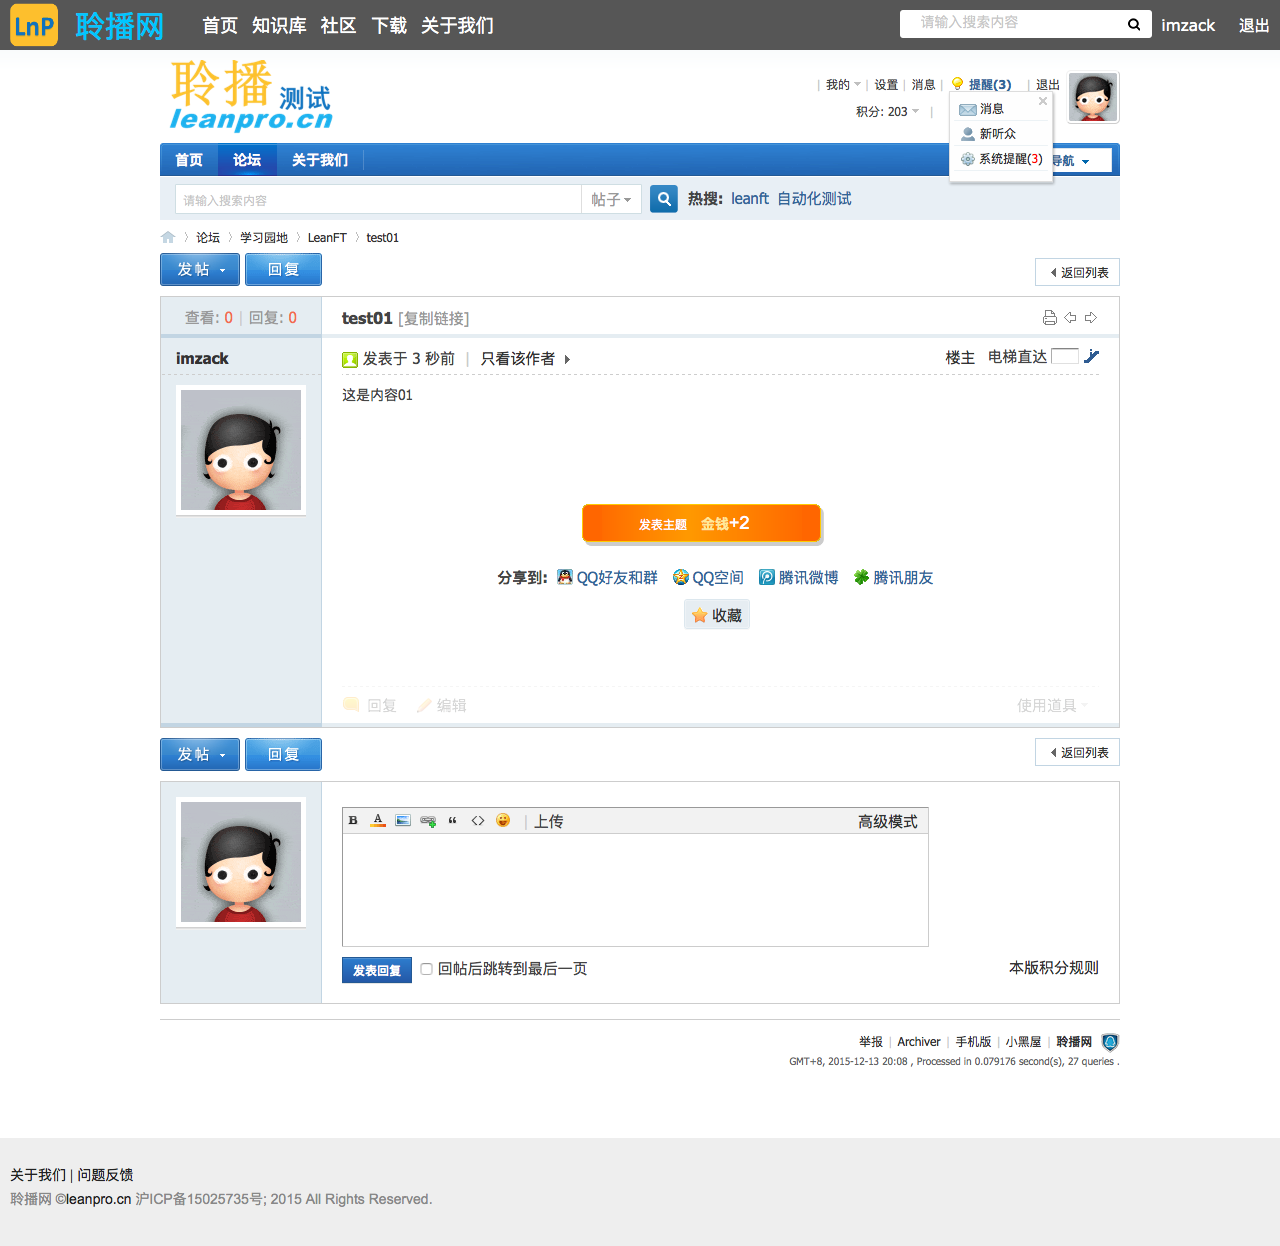 LnP 聆播网 首页 知识库 社区 下载 关于我们 请输入搜索内容 imzack 退出
聆播测试
leanpro.cn
| 我的 | 设置 | 消息 | 提醒(3) | 退出
积分: 203 |
消息
新听众
系统提醒(3)
首页 论坛 关于我们 导航
请输入搜索内容 帖子 热搜: leanft 自动化测试
论坛 › 学习园地 › LeanFT › test01
发帖 回复 返回列表
查看: 0 | 回复: 0 test01 [复制链接]
imzack 发表于 3 秒前 | 只看该作者 楼主 电梯直达
这是内容01
发表主题 金钱+2
分享到: QQ好友和群 QQ空间 腾讯微博 腾讯朋友
收藏
回复 编辑 使用道具
发帖 回复 返回列表
B A “ <> | 上传 高级模式
发表回复 回帖后跳转到最后一页 本版积分规则
举报 | Archiver | 手机版 | 小黑屋 | 聆播网
GMT+8, 2015-12-13 20:08 , Processed in 0.079176 second(s), 27 queries .
关于我们 | 问题反馈
聆播网 ©leanpro.cn 沪ICP备15025735号; 2015 All Rights Reserved.